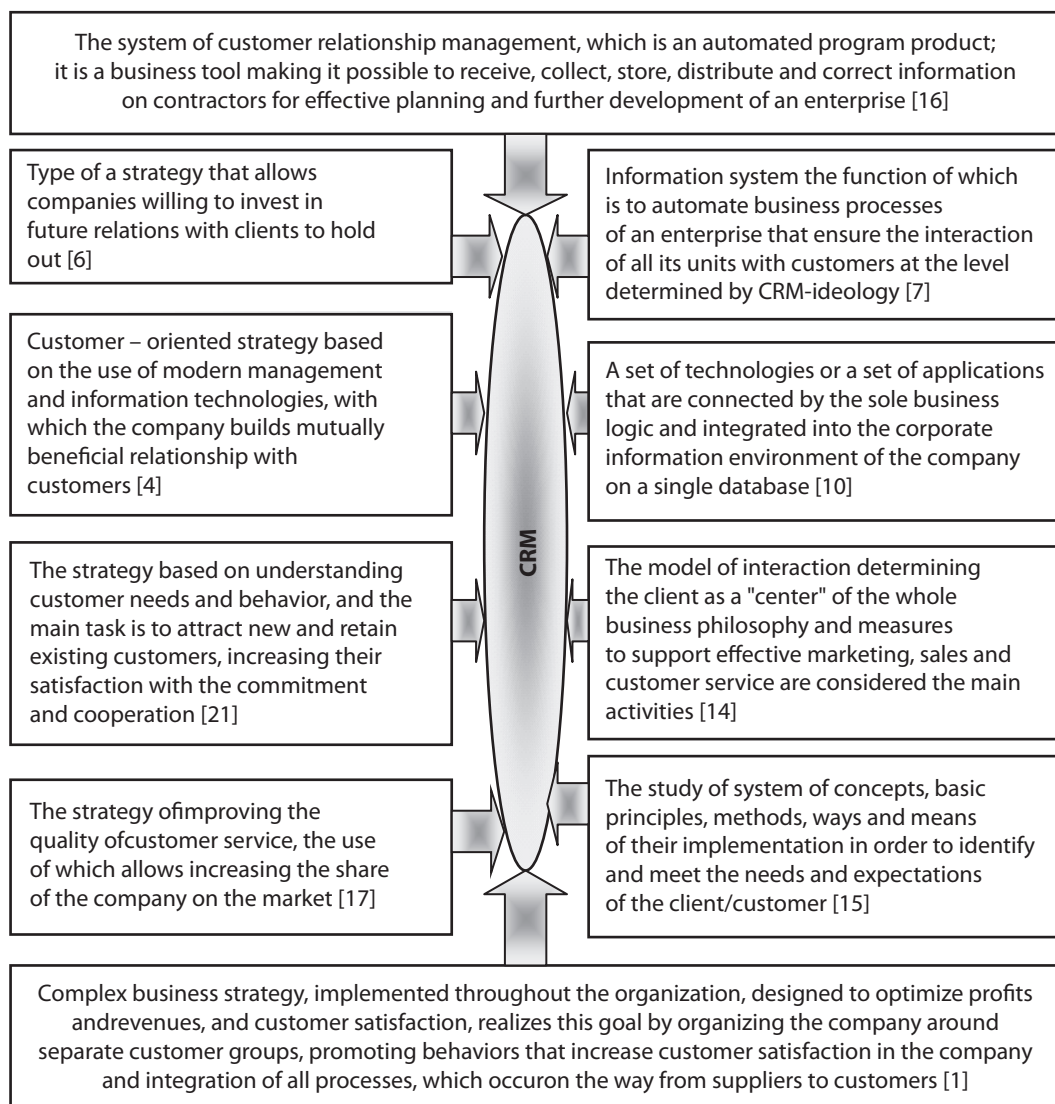 The system of customer relationship management, which is an automated program product;
it is a business tool making it possible to receive, collect, store, distribute and correct information
on contractors for effective planning and further development of an enterprise [16]
Type of a strategy that allows
companies willing to invest in
future relations with clients to hold
out [6]
Information system the function of which
is to automate business processes
of an enterprise that ensure the interaction
of all its units with customers at the level
determined by CRM-ideology [7]
Customer – oriented strategy based
on the use of modern management
and information technologies, with
which the company builds mutually
beneficial relationship with
customers [4]
A set of technologies or a set of applications
that are connected by the sole business
logic and integrated into the corporate
information environment of the company
on a single database [10]
CRM
The strategy based on understanding
customer needs and behavior, and the
main task is to attract new and retain
existing customers, increasing their
satisfaction with the commitment
and cooperation [21]
The model of interaction determining
the client as a "center" of the whole
business philosophy and measures
to support effective marketing, sales and
customer service are considered the main
activities [14]
The strategy ofimproving the
quality ofcustomer service, the use
of which allows increasing the share
of the company on the market [17]
The study of system of concepts, basic
principles, methods, ways and means
of their implementation in order to identify
and meet the needs and expectations
of the client/customer [15]
Complex business strategy, implemented throughout the organization, designed to optimize profits
andrevenues, and customer satisfaction, realizes this goal by organizing the company around
separate customer groups, promoting behaviors that increase customer satisfaction in the company
and integration of all processes, which occuron the way from suppliers to customers [1]